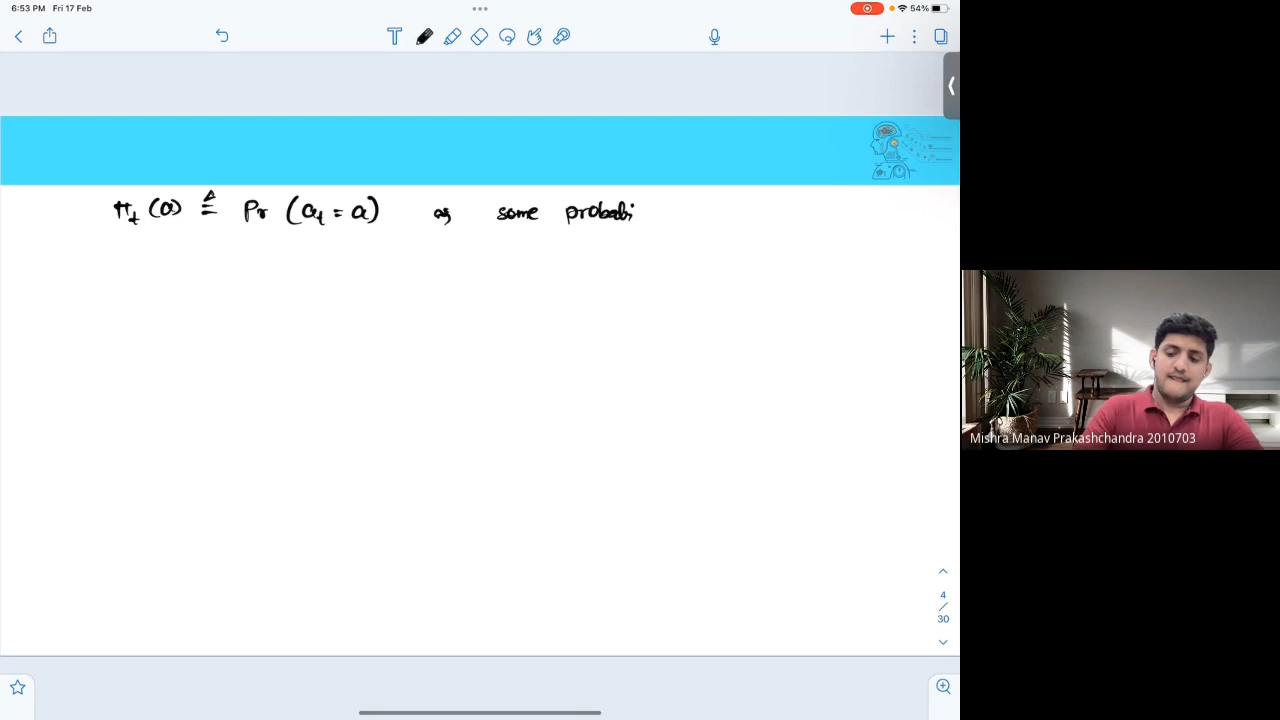 6:53 PM Fri 17 Feb
54%
π_t (a) ≜ Pr (a_t = a) as some probabi
Mishra Manav Prakashchandra 2010703
4
/
30